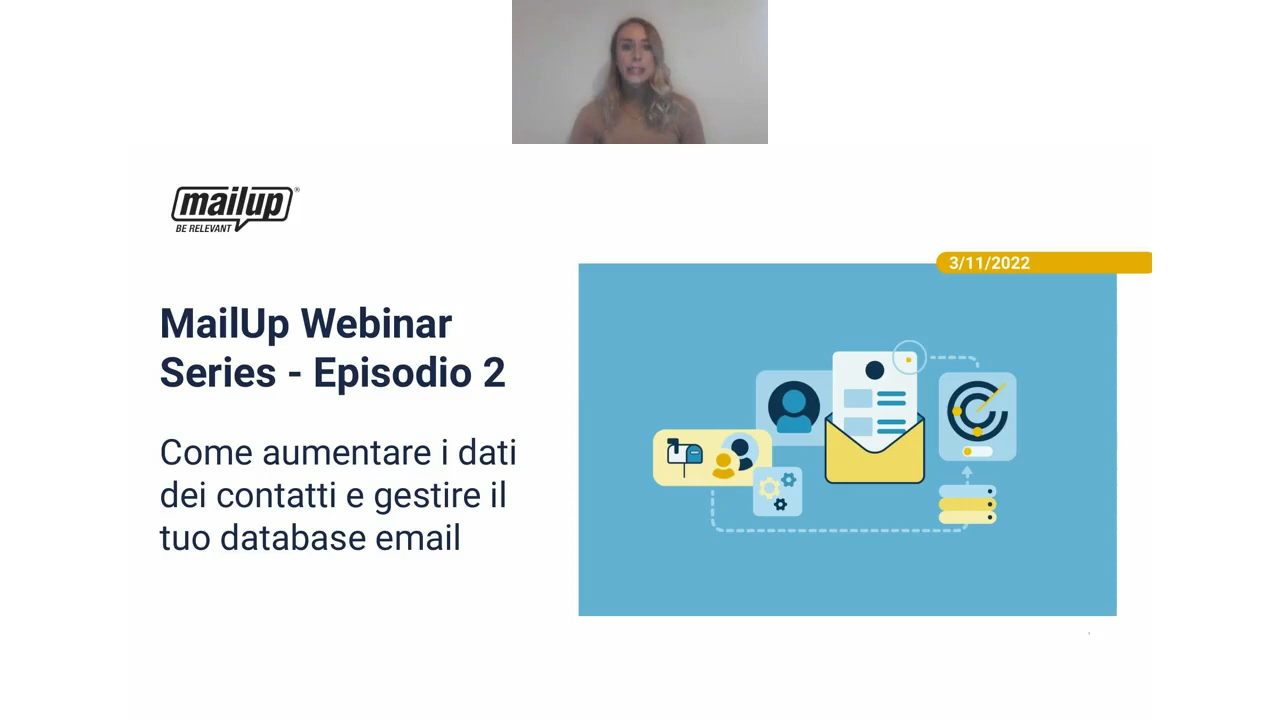 mailup®
BE RELEVANT
3/11/2022
MailUp Webinar
Series - Episodio 2
Come aumentare i dati
dei contatti e gestire il
tuo database email